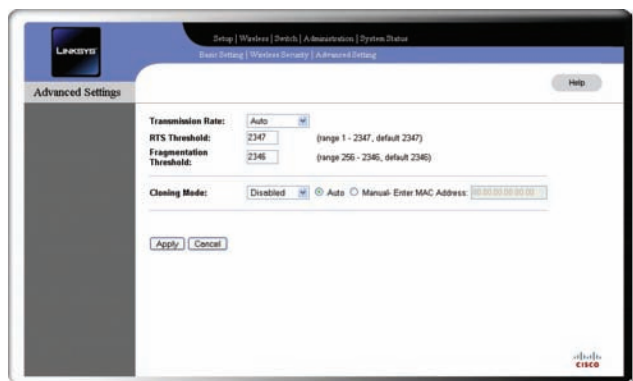 LINKSYS
Setup | Wireless | Switch | Administration | System Status
Basic Setting | Wireless Security | Advanced Setting
Advanced Settings
Help
Transmission Rate: Auto
RTS Threshold: 2347 (range 1 - 2347, default 2347)
Fragmentation Threshold: 2346 (range 256 - 2346, default 2346)
Cloning Mode: Disabled Auto Manual- Enter MAC Address: 00:00:00:00:00:00
Apply Cancel
CISCO